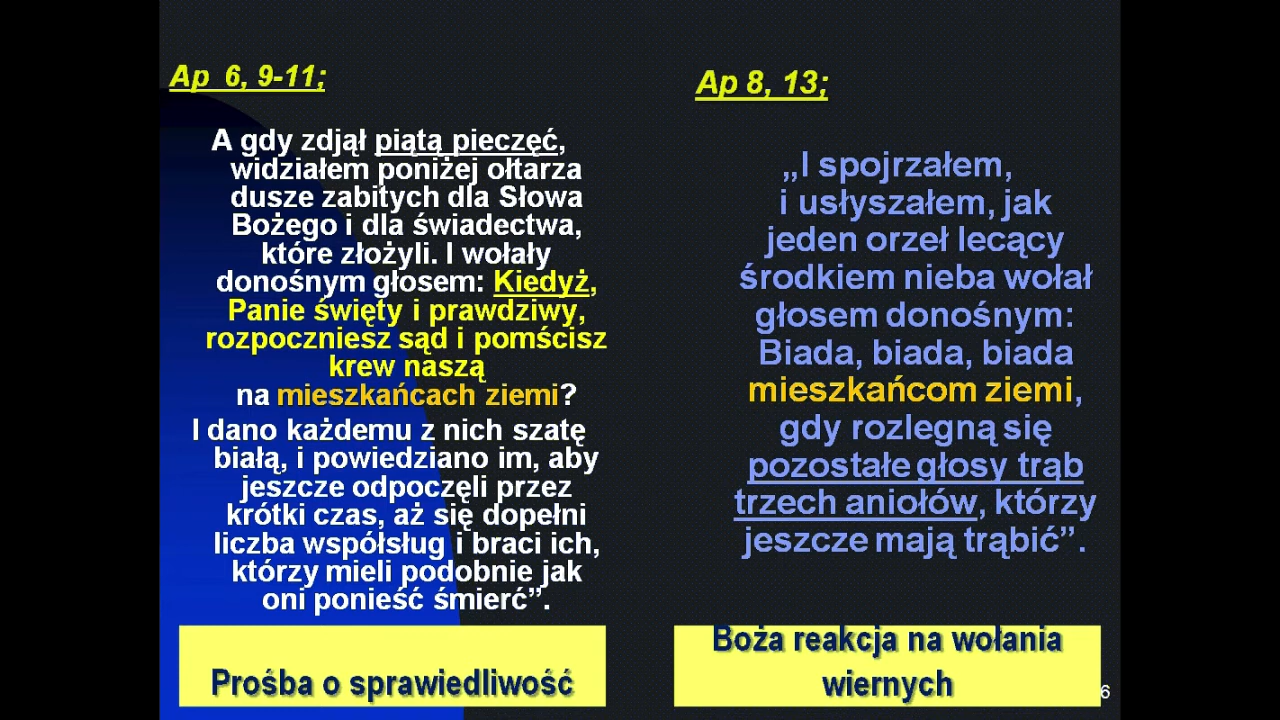 Ap 6, 9-11;
A gdy zdjął piątą pieczęć,
widziałem poniżej ołtarza
dusze zabitych dla Słowa
Bożego i dla świadectwa,
które złożyli. I wołały
donośnym głosem: Kiedyż,
Panie święty i prawdziwy,
rozpoczniesz sąd i pomścisz
krew naszą
na mieszkańcach ziemi?
I dano każdemu z nich szatę
białą, i powiedziano im, aby
jeszcze odpoczęli przez
krótki czas, aż się dopełni
liczba współsług i braci ich,
którzy mieli podobnie jak
oni ponieść śmierć”.
Prośba o sprawiedliwość
Ap 8, 13;
„I spojrzałem,
i usłyszałem, jak
jeden orzeł lecący
środkiem nieba wołał
głosem donośnym:
Biada, biada, biada
mieszkańcom ziemi,
gdy rozlegną się
pozostałe głosy trąb
trzech aniołów, którzy
jeszcze mają trąbić”.
Boża reakcja na wołania
wiernych
6